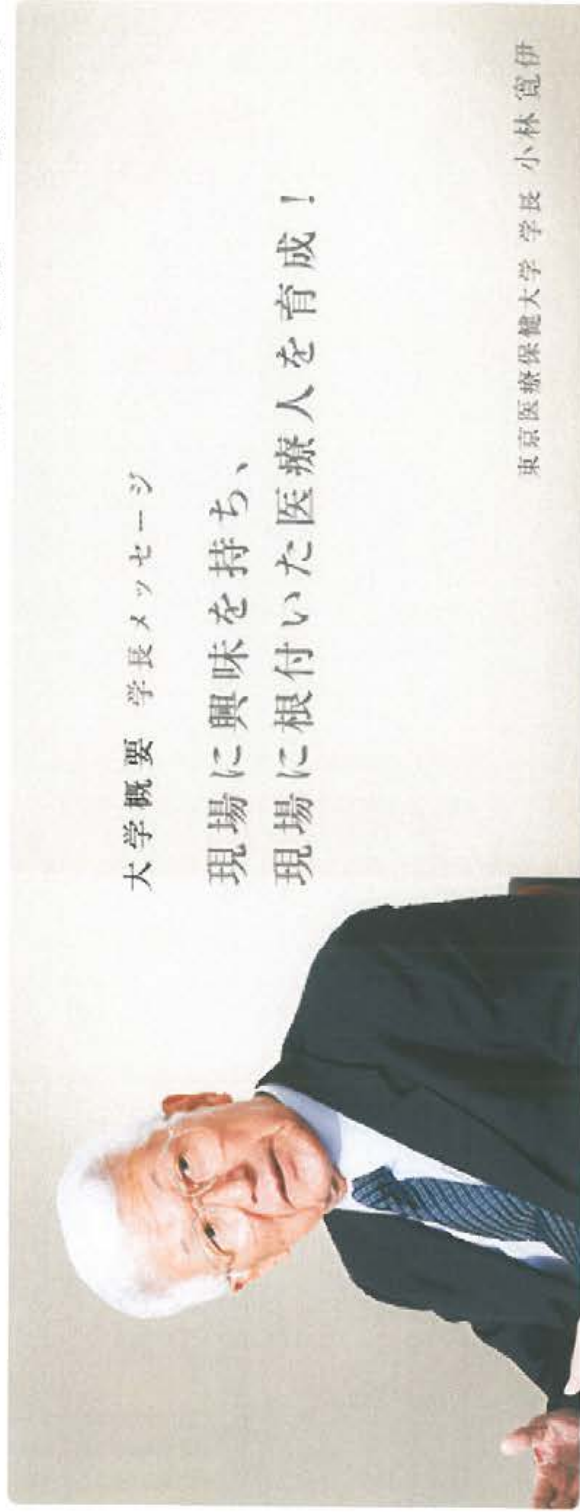 大学概要 学長メッセージ
現場に興味を持ち、
現場に根付いた医療人を育成！
東京医療保健大学 学長 小林 寛伊